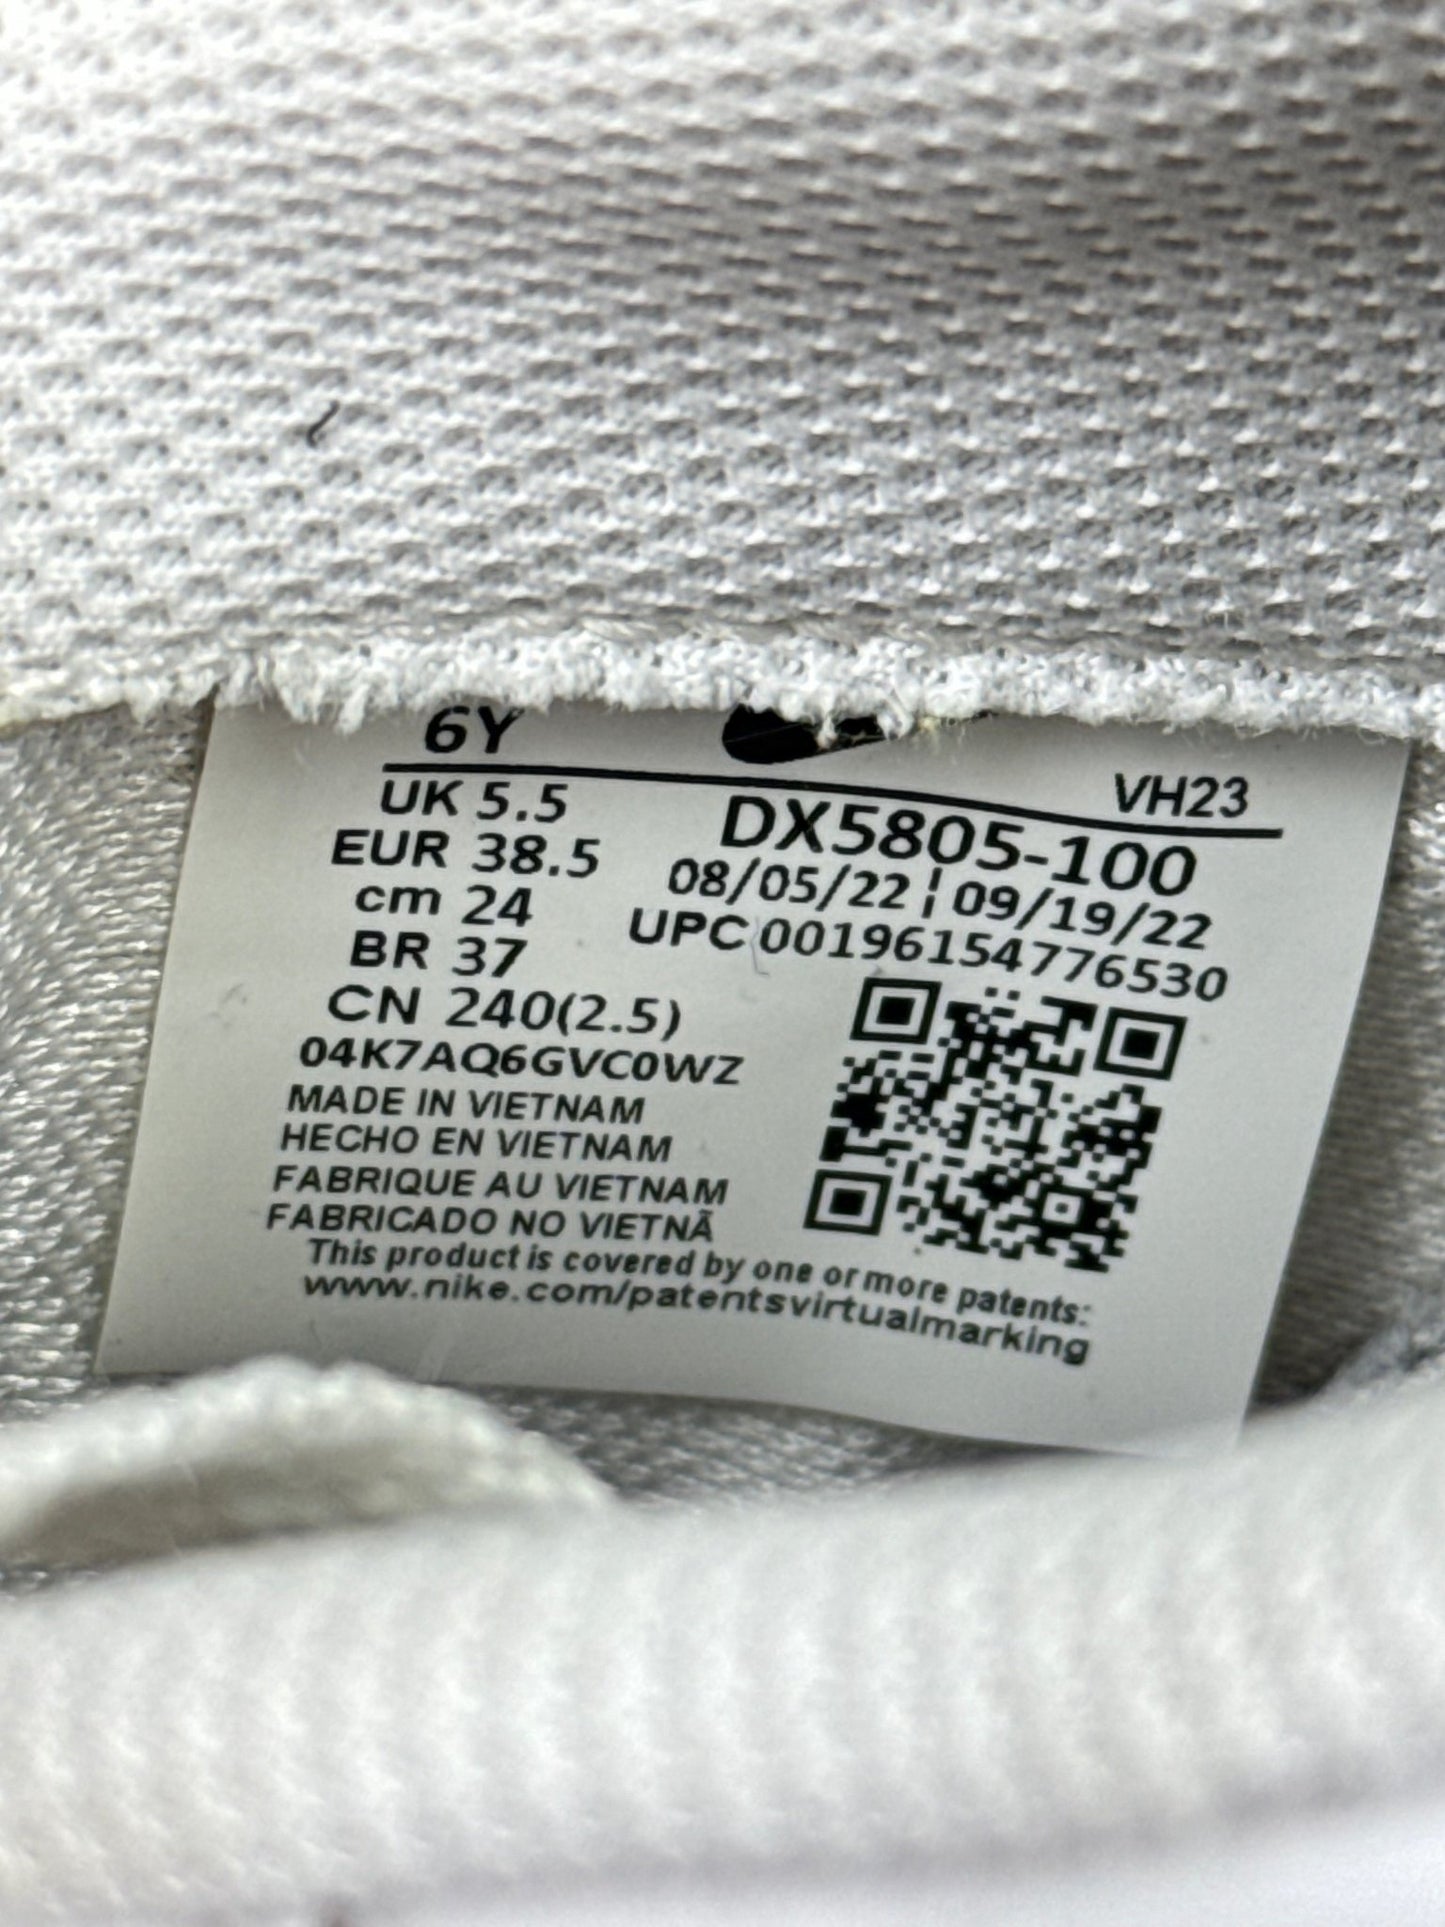 6Y
VH23
UK 5.5
EUR 38.5
cm 24
BR 37
CN 240(2.5)
DX5805-100
08/05/22 ¦ 09/19/22
UPC 00196154776530
04K7AQ6GVC0WZ
MADE IN VIETNAM
HECHO EN VIETNAM
FABRIQUE AU VIETNAM
FABRICADO NO VIETNÃ
This product is covered by one or more patents:
www.nike.com/patentsvirtualmarking